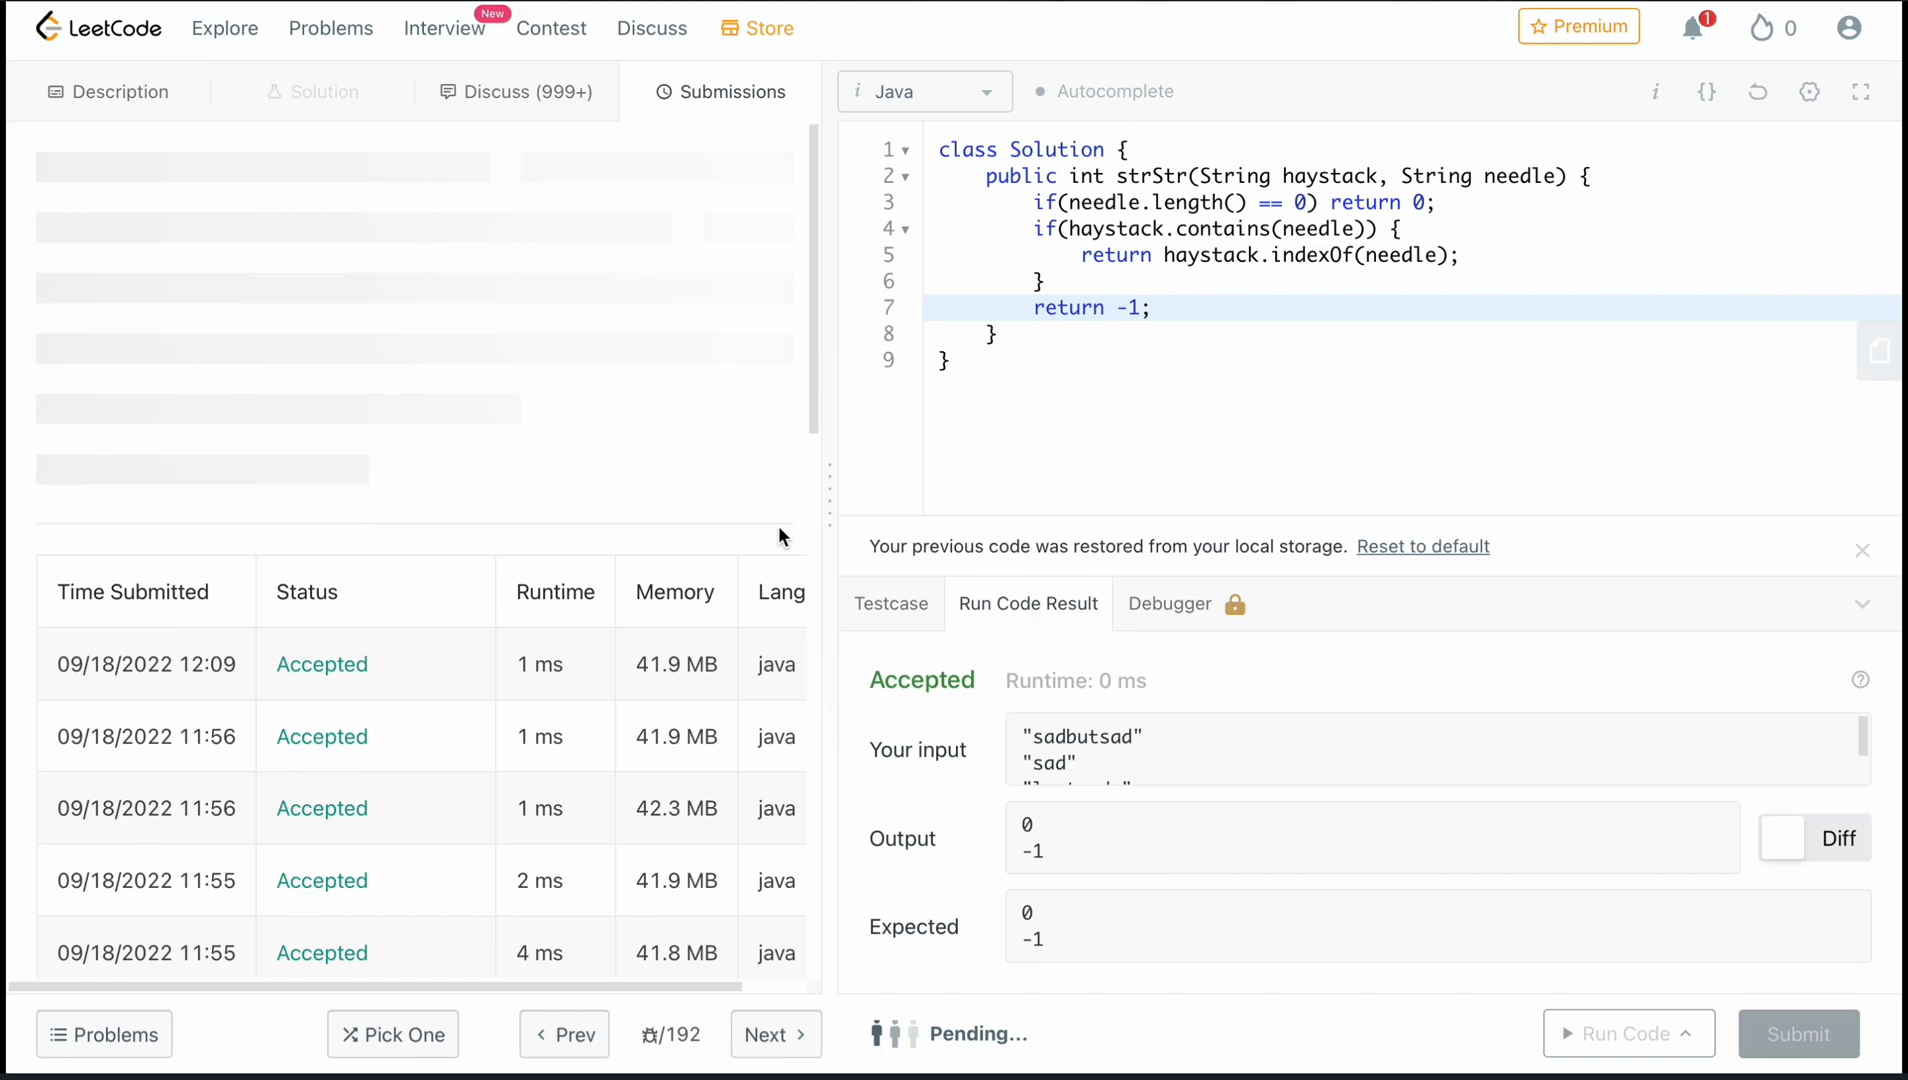 LeetCode Explore Problems Interview New Contest Discuss Store Premium 1 0
Description Solution Discuss (999+) Submissions
i Java Autocomplete i {}
1 class Solution {
2 public int strStr(String haystack, String needle) {
3 if(needle.length() == 0) return 0;
4 if(haystack.contains(needle)) {
5 return haystack.indexOf(needle);
6 }
7 return -1;
8 }
9 }
Your previous code was restored from your local storage. Reset to default
Testcase Run Code Result Debugger
Accepted Runtime: 0 ms
Your input
"sadbutsad"
"sad"
Output
0
-1
Diff
Expected
0
-1
Time Submitted Status Runtime Memory Lang
09/18/2022 12:09 Accepted 1 ms 41.9 MB java
09/18/2022 11:56 Accepted 1 ms 41.9 MB java
09/18/2022 11:56 Accepted 1 ms 42.3 MB java
09/18/2022 11:55 Accepted 2 ms 41.9 MB java
09/18/2022 11:55 Accepted 4 ms 41.8 MB java
Problems Pick One Prev /192 Next Pending... Run Code Submit